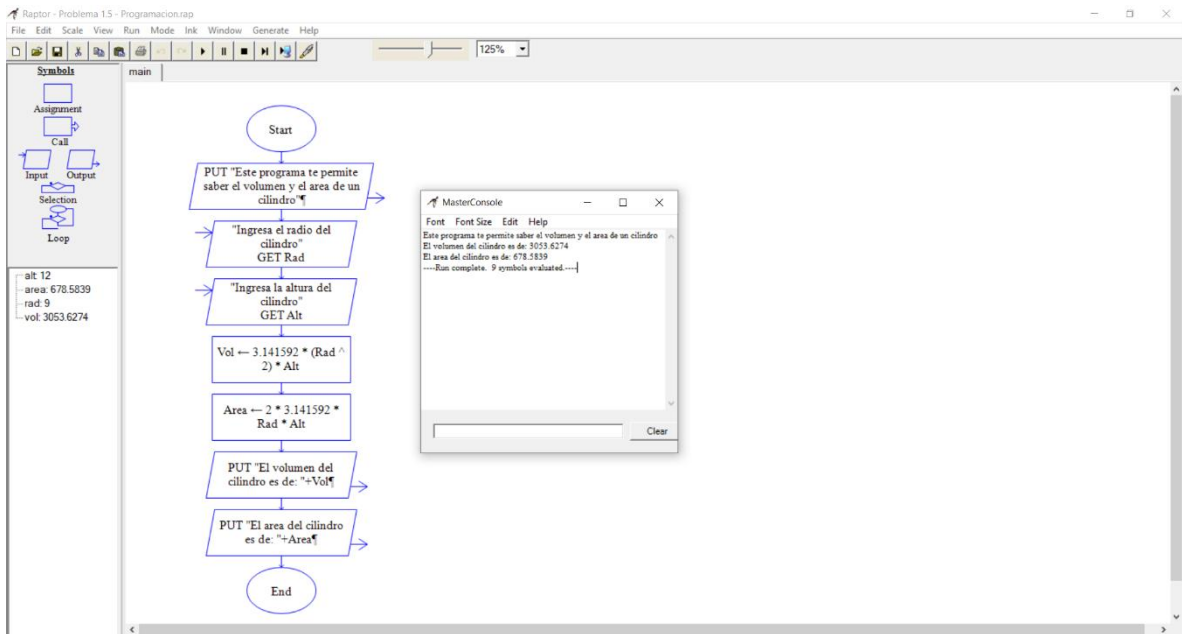 Raptor - Problema 1.5 - Programacion.rap
File Edit Scale View Run Mode Ink Window Generate Help
125%
Symbols
Assignment
Call
Input Output
Selection
Loop
alt: 12
area: 678.5839
rad: 9
vol: 3053.6274
main
Start
PUT "Este programa te permite
saber el volumen y el area de un
cilindro"¶
"Ingresa el radio del
cilindro"
GET Rad
"Ingresa la altura del
cilindro"
GET Alt
Vol ← 3.141592 * (Rad ^
2) * Alt
Area ← 2 * 3.141592 *
Rad * Alt
PUT "El volumen del
cilindro es de: "+Vol¶
PUT "El area del cilindro
es de: "+Area¶
End
MasterConsole
Font Font Size Edit Help
Este programa te permite saber el volumen y el area de un cilindro
El volumen del cilindro es de: 3053.6274
El area del cilindro es de: 678.5839
----Run complete. 9 symbols evaluated.----
Clear